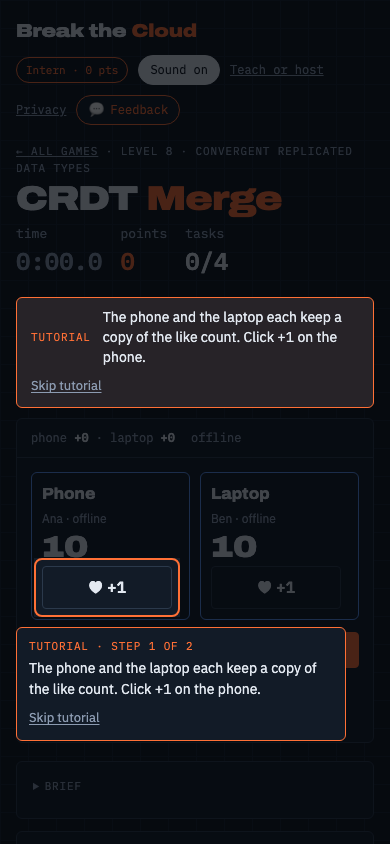 Break the Cloud
Intern · 0 pts
Sound on
Teach or host
Privacy
💬 Feedback
← ALL GAMES · LEVEL 8 · CONVERGENT REPLICATED
DATA TYPES
CRDT Merge
time points tasks
0:00.0 0 0/4
TUTORIAL
The phone and the laptop each keep a
copy of the like count. Click +1 on the
phone.
Skip tutorial
phone +0 · laptop +0 offline
Phone
Ana · offline
10
♥ +1
Laptop
Ben · offline
10
♥ +1
TUTORIAL · STEP 1 OF 2
The phone and the laptop each keep a copy of
the like count. Click +1 on the phone.
Skip tutorial
▶ BRIEF